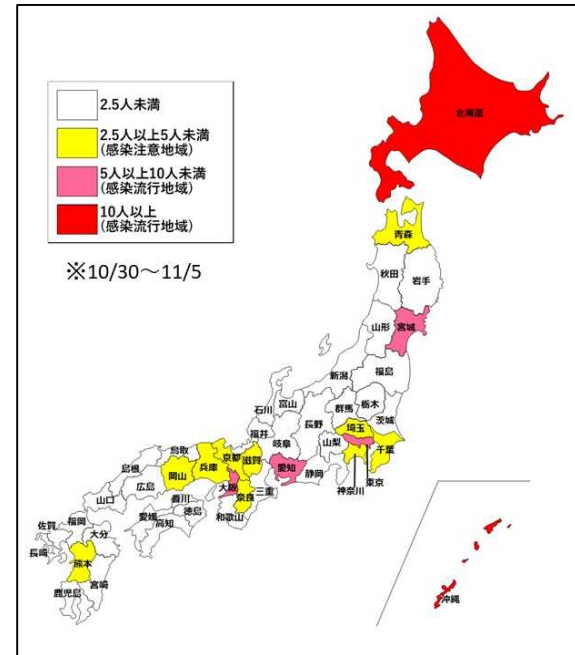 2.5人未満
2.5人以上5人未満
(感染注意地域)
5人以上10人未満
(感染流行地域)
10人以上
(感染流行地域)
※10/30～11/5
北海道
青森
秋田
岩手
山形
宮城
新潟
福島
石川
富山
群馬
栃木
茨城
福井
長野
埼玉
岐阜
山梨
千葉
鳥取
京都
滋賀
愛知
静岡
東京
神奈川
島根
岡山
兵庫
広島
大阪
奈良
三重
山口
香川
和歌山
徳島
愛媛
高知
福岡
佐賀
大分
長崎
熊本
宮崎
鹿児島
沖縄